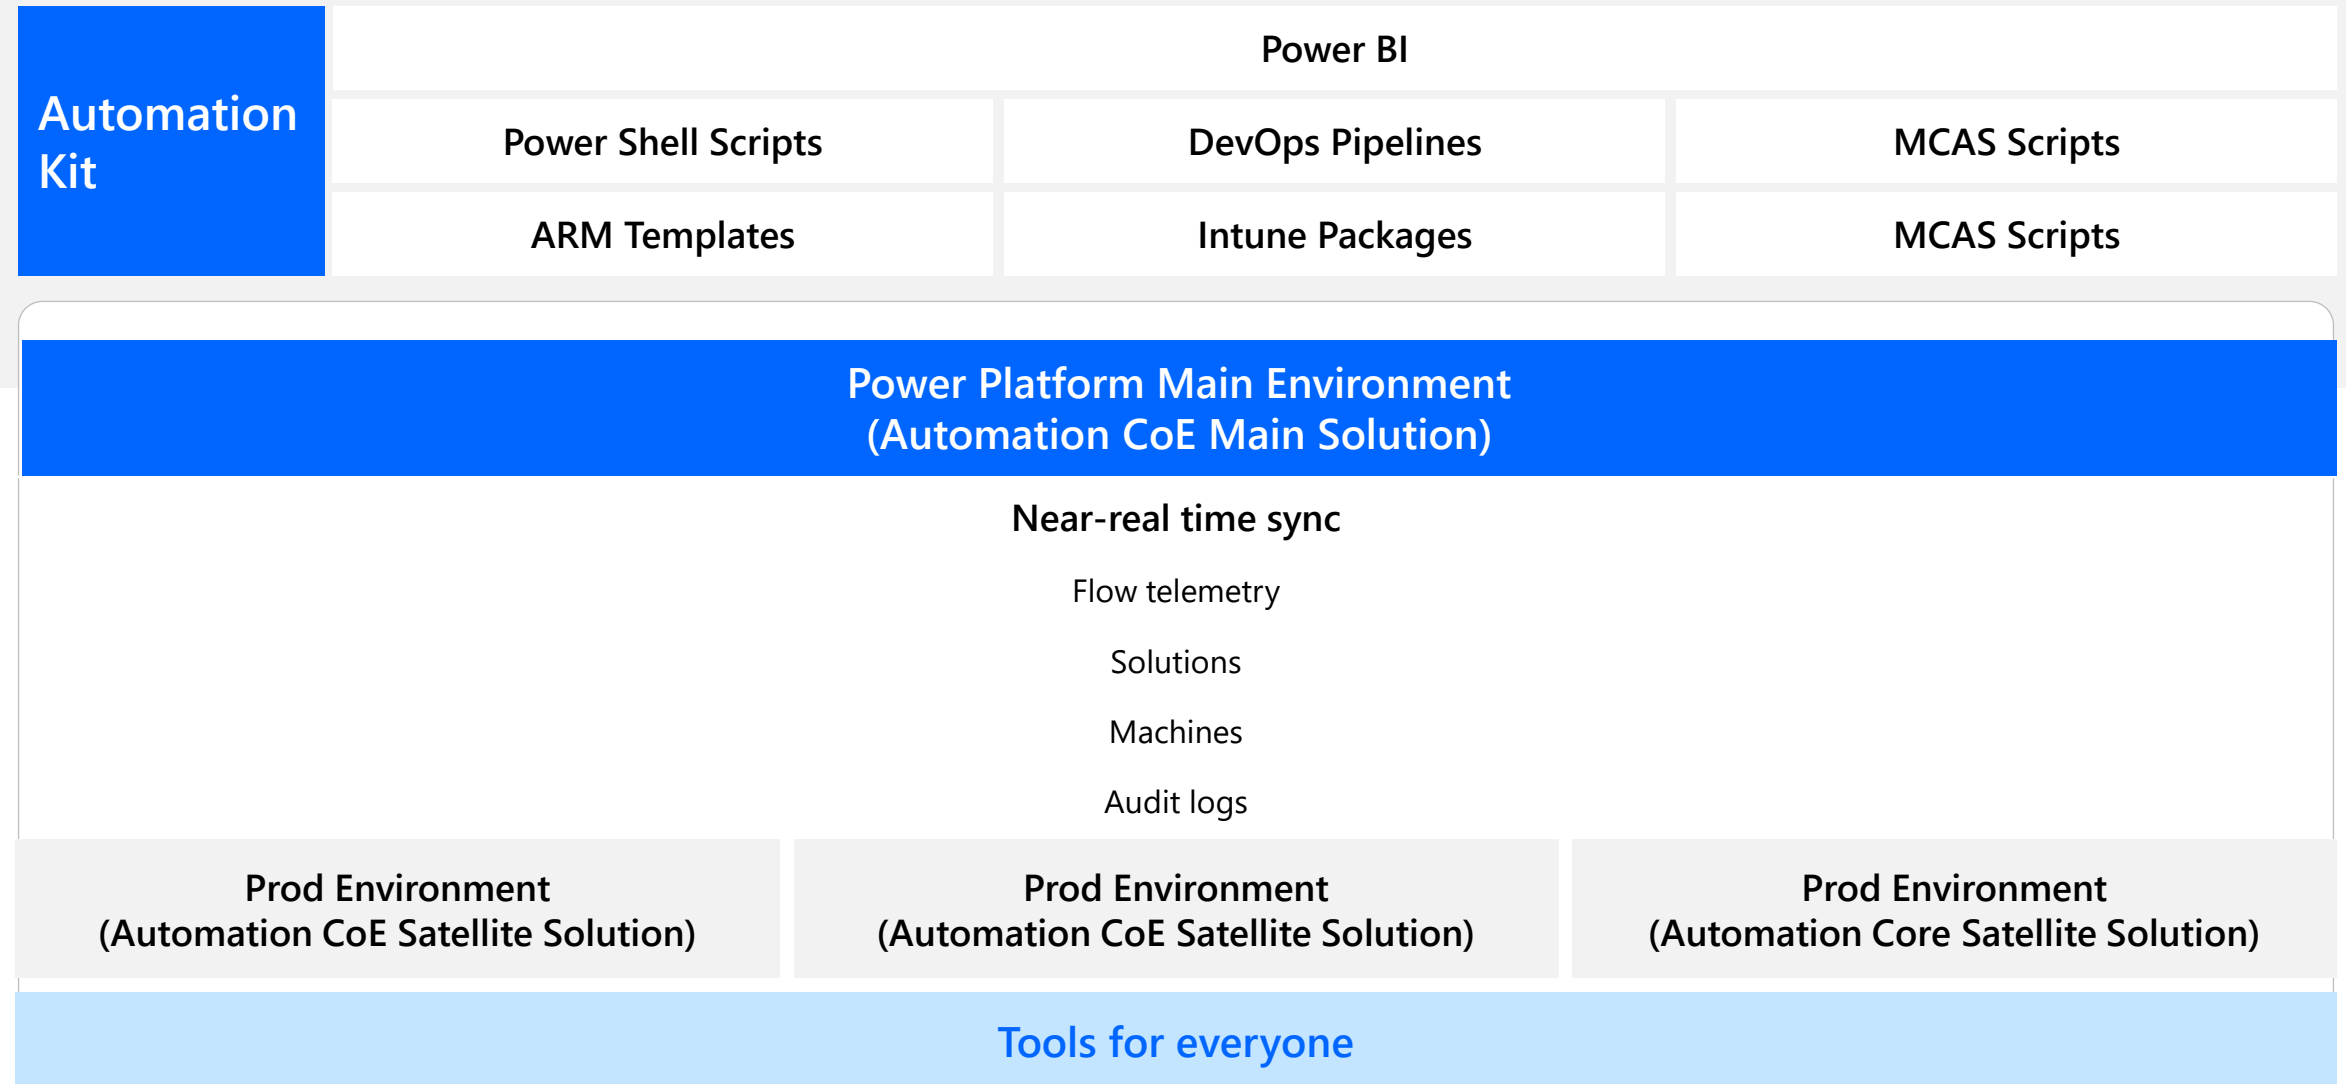 Automation
Kit
Power BI
Power Shell Scripts
DevOps Pipelines
MCAS Scripts
ARM Templates
Intune Packages
MCAS Scripts
Power Platform Main Environment
(Automation CoE Main Solution)
Near-real time sync
Flow telemetry
Solutions
Machines
Audit logs
Prod Environment
(Automation CoE Satellite Solution)
Prod Environment
(Automation CoE Satellite Solution)
Prod Environment
(Automation Core Satellite Solution)
Tools for everyone